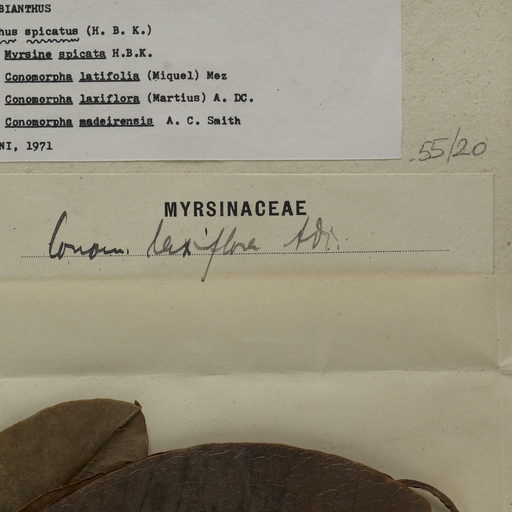 BIANTHUS
hus spicatus (H. B. K.)
Myrsine spicata H.B.K.
Conomorpha latifolia (Miquel) Mez
Conomorpha laxiflora (Martius) A. DC.
Conomorpha madeirensis A. C. Smith
NI, 1971
55/20
MYRSINACEAE
Conom. laxiflora ADC.